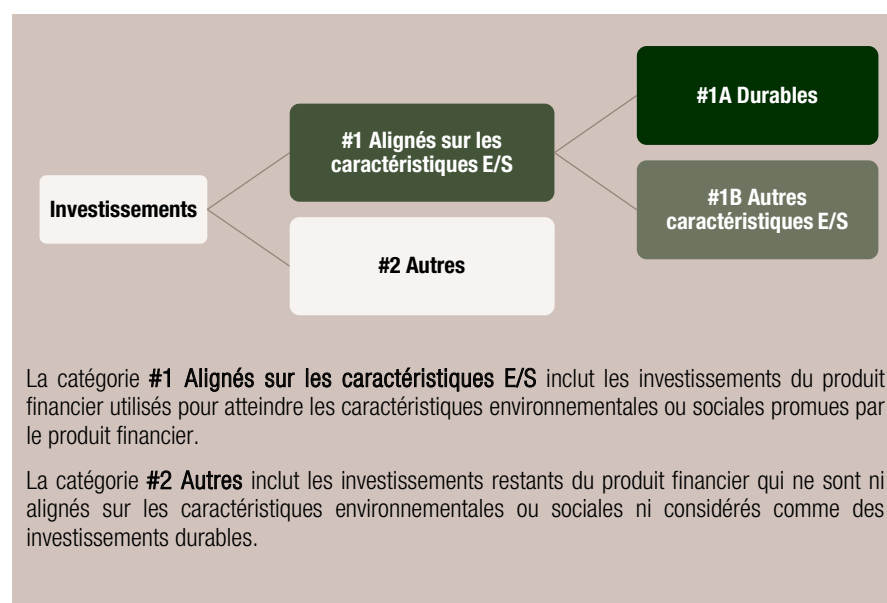 #1A Durables
#1 Alignés sur les
caractéristiques E/S
#1B Autres
caractéristiques E/S
Investissements
#2 Autres
La catégorie #1 Alignés sur les caractéristiques E/S inclut les investissements du produit
financier utilisés pour atteindre les caractéristiques environnementales ou sociales promues par
le produit financier.
La catégorie #2 Autres inclut les investissements restants du produit financier qui ne sont ni
alignés sur les caractéristiques environnementales ou sociales ni considérés comme des
investissements durables.